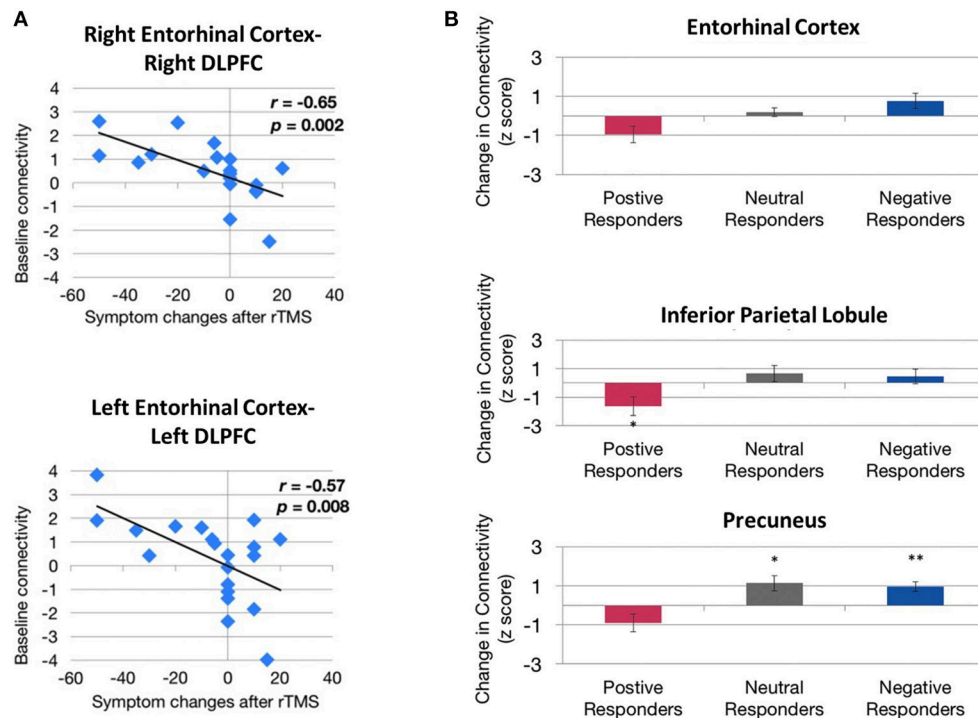 A
Right Entorhinal Cortex-
Right DLPFC
r = -0.65
p = 0.002
Baseline connectivity
4
3
2
1
0
-1
-2
-3
-4
-60 -40 -20 0 20 40
Symptom changes after rTMS
Left Entorhinal Cortex-
Left DLPFC
r = -0.57
p = 0.008
Baseline connectivity
4
3
2
1
0
-1
-2
-3
-4
-60 -40 -20 0 20 40
Symptom changes after rTMS
B
Entorhinal Cortex
Change in Connectivity
(z score)
3
1
-1
-3
Postive Neutral Negative
Responders Responders Responders
Inferior Parietal Lobule
Change in Connectivity
(z score)
3
1
-1
-3
*
Postive Neutral Negative
Responders Responders Responders
Precuneus
Change in Connectivity
(z score)
3
1
-1
-3
* **
Postive Neutral Negative
Responders Responders Responders